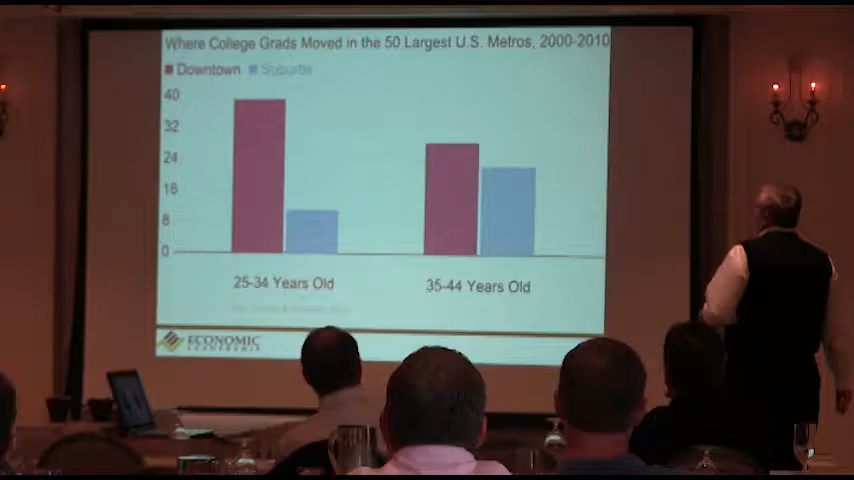 Where College Grads Moved in the 50 Largest U.S. Metros, 2000-2010
Downtown Suburbs
40
32
24
16
8
0
25-34 Years Old 35-44 Years Old
ECONOMIC
LEADERSHIP